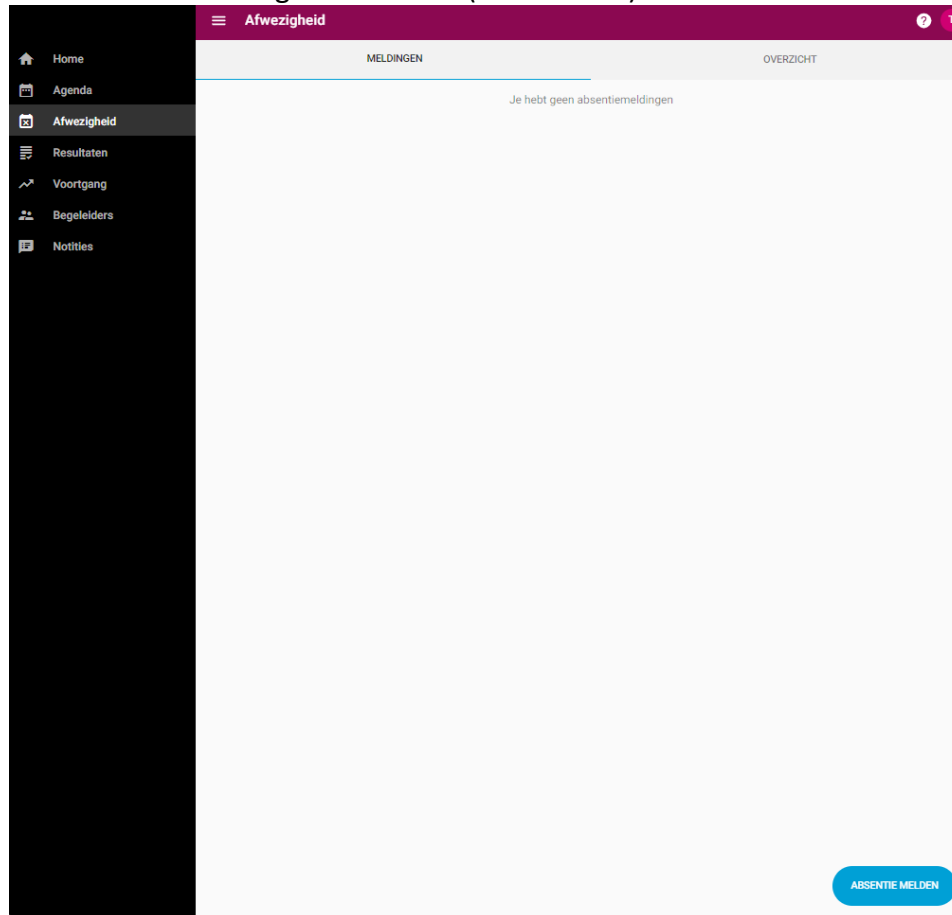 Afwezigheid
Home
Agenda
Afwezigheid
Resultaten
Voortgang
Begeleiders
Notities
MELDINGEN
OVERZICHT
Je hebt geen absentiemeldingen
ABSENTIE MELDEN